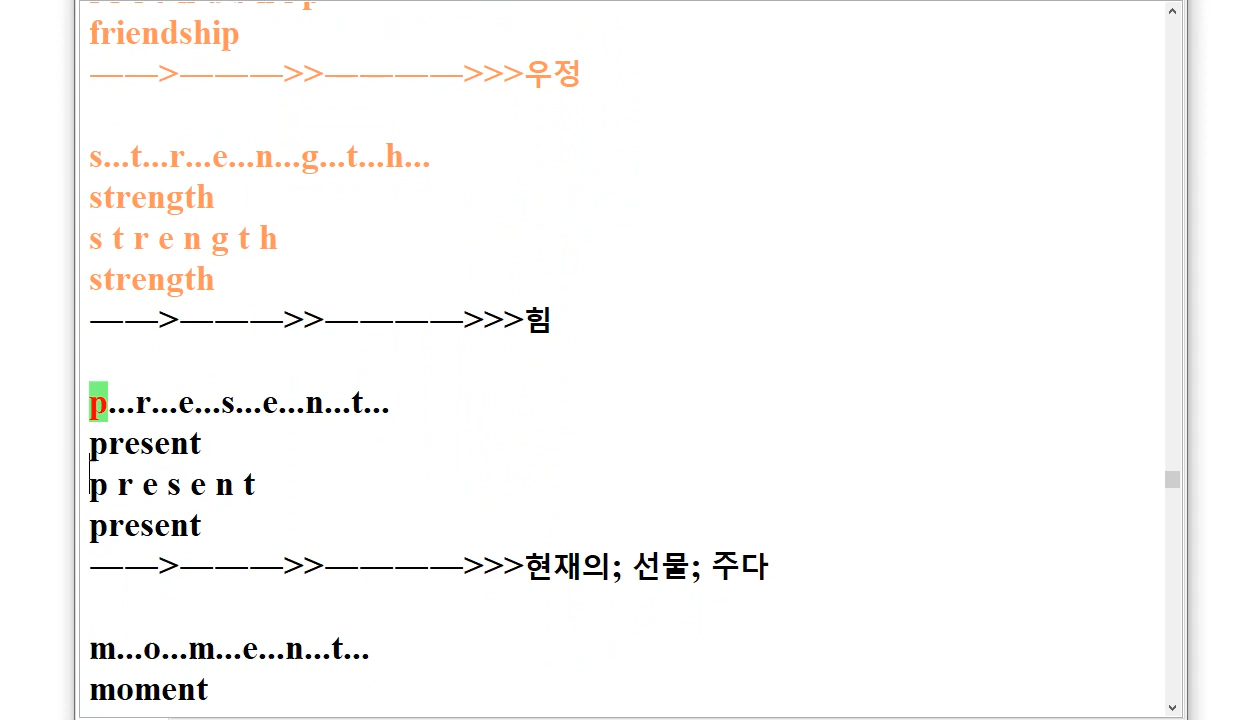 friendship
——>———>>————>>>우정
s...t...r...e...n...g...t...h...
strength
s t r e n g t h
strength
——>———>>————>>>힘
p...r...e...s...e...n...t...
present
p r e s e n t
present
——>———>>————>>>현재의; 선물; 주다
m...o...m...e...n...t...
moment